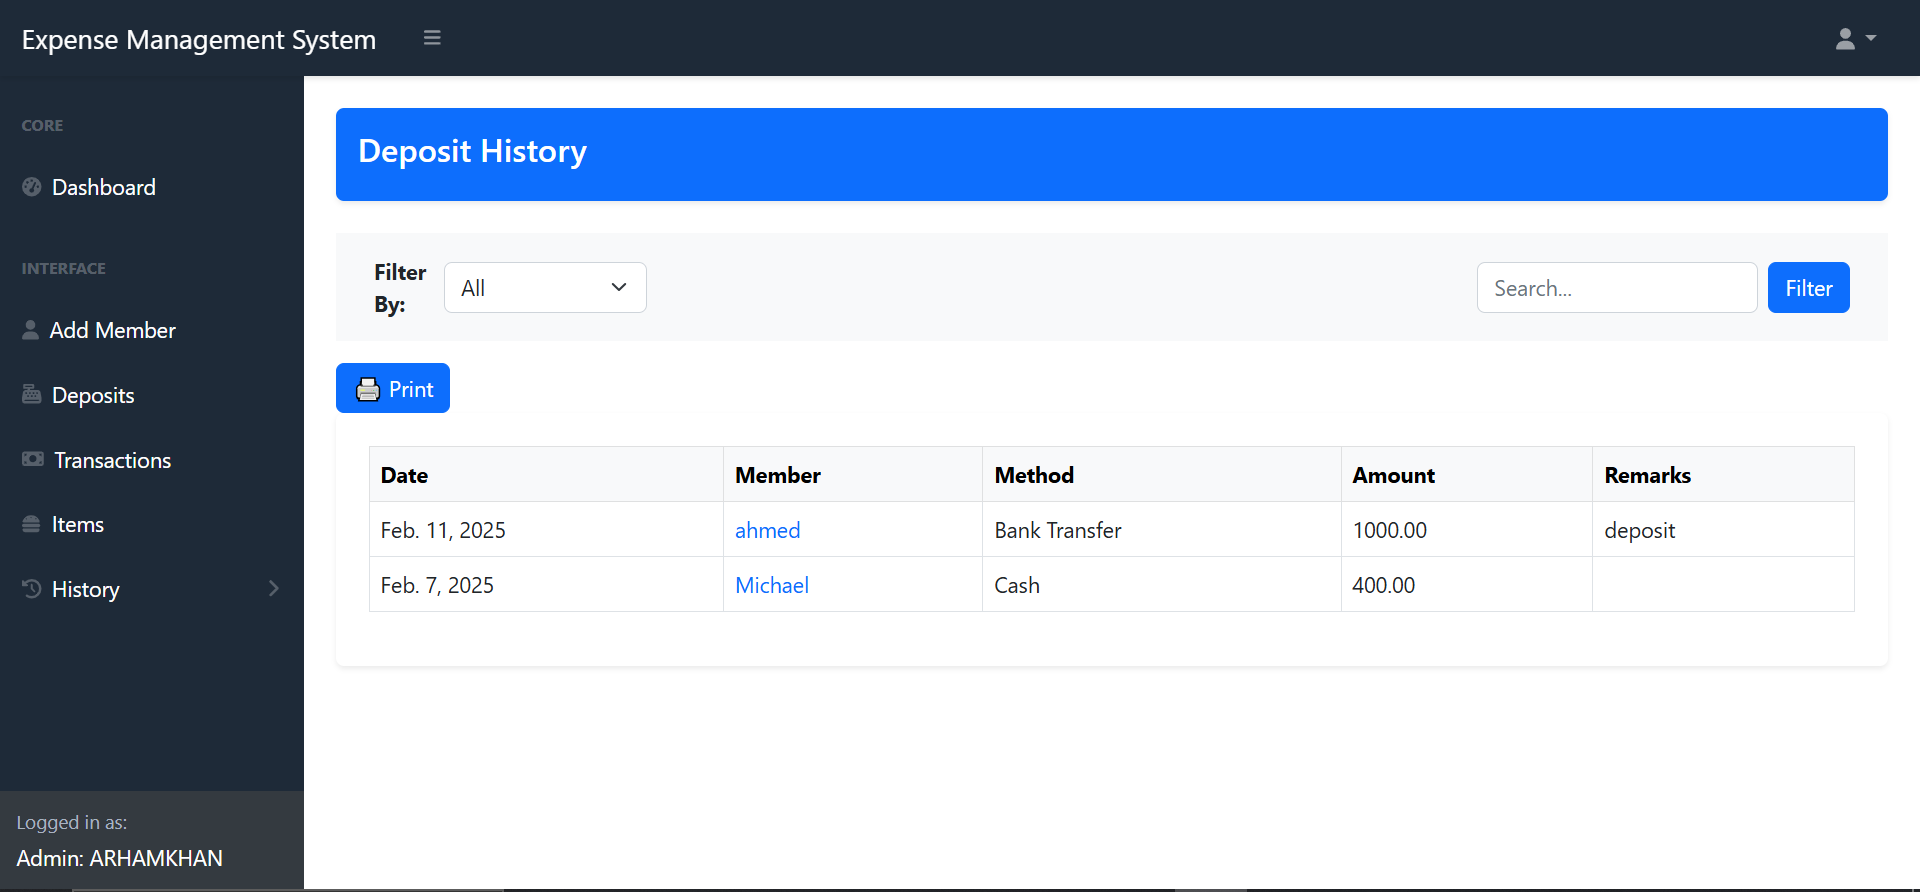 Expense Management System
CORE
Dashboard
INTERFACE
Add Member
Deposits
Transactions
Items
History
Logged in as:
Admin: ARHAMKHAN
Deposit History
Filter
By:
All
Search...
Filter
Print
Date Member Method Amount Remarks
Feb. 11, 2025 ahmed Bank Transfer 1000.00 deposit
Feb. 7, 2025 Michael Cash 400.00